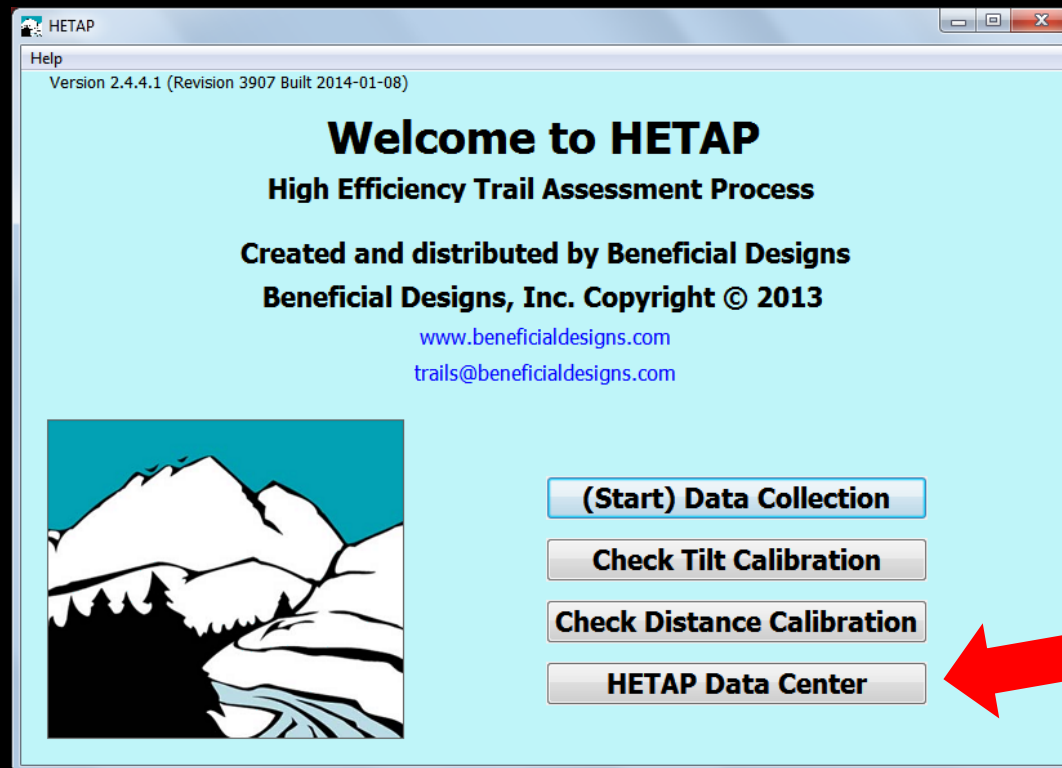 HETAP
Help
Version 2.4.4.1 (Revision 3907 Built 2014-01-08)
Welcome to HETAP
High Efficiency Trail Assessment Process
Created and distributed by Beneficial Designs
Beneficial Designs, Inc. Copyright © 2013
www.beneficialdesigns.com
trails@beneficialdesigns.com
(Start) Data Collection
Check Tilt Calibration
Check Distance Calibration
HETAP Data Center